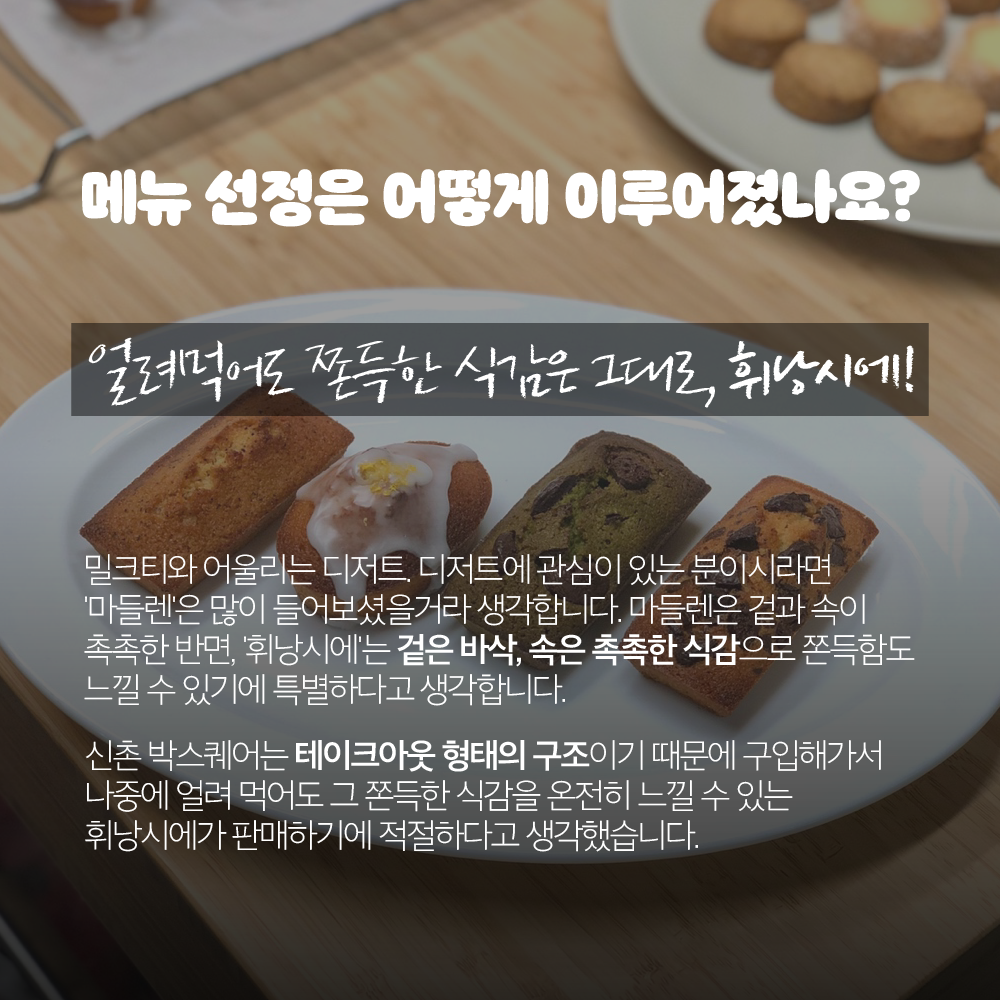 메뉴 선정은 어떻게 이루어졌나요?
얼려먹어도 쫀득한 식감은 그대로, 휘낭시에!
밀크티와 어울리는 디저트. 디저트에 관심이 있는 분이시라면
'마들렌'은 많이 들어보셨을거라 생각합니다. 마들렌은 겉과 속이
촉촉한 반면, '휘낭시에'는 겉은 바삭, 속은 촉촉한 식감으로 쫀득함도
느낄 수 있기에 특별하다고 생각합니다.
신촌 박스퀘어는 테이크아웃 형태의 구조이기 때문에 구입해가서
나중에 얼려 먹어도 그 쫀득한 식감을 온전히 느낄 수 있는
휘낭시에가 판매하기에 적절하다고 생각했습니다.